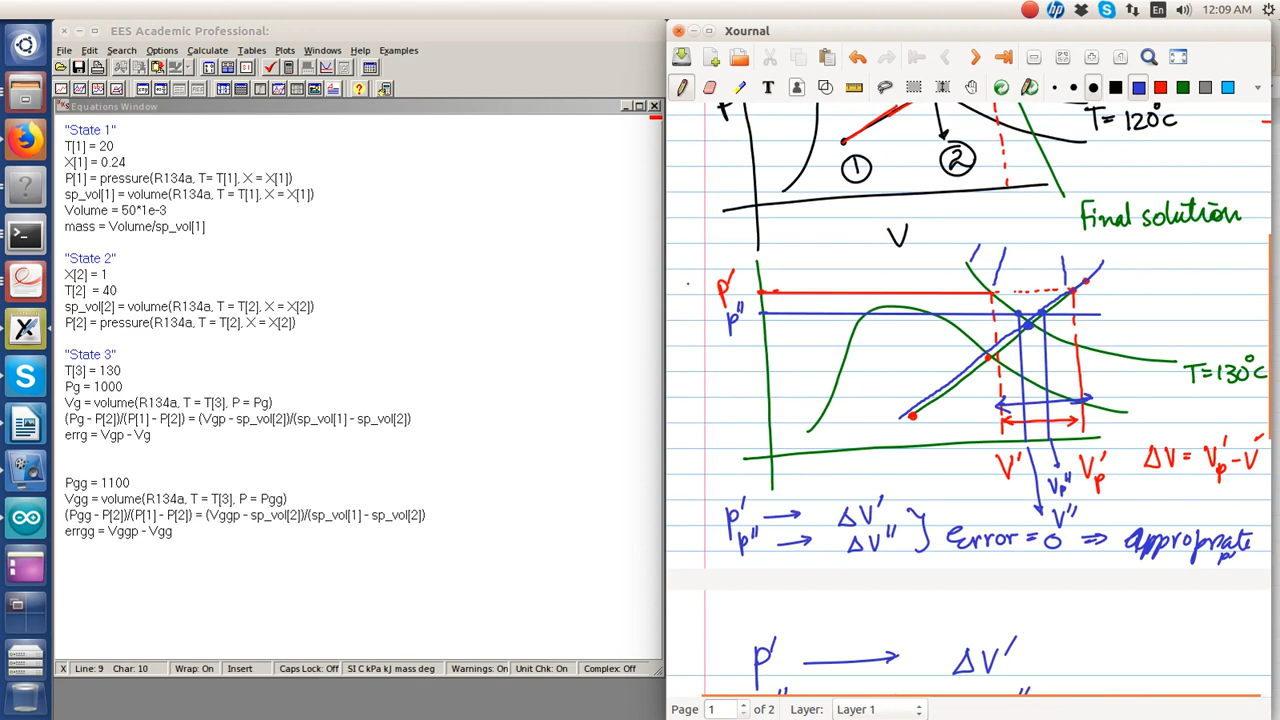 En
12:09 AM
EES Academic Professional:
Xournal
File Edit Search Options Calculate Tables Plots Windows Help Examples
Equations Window
"State 1"
T[1] = 20
X[1] = 0.24
P[1] = pressure(R134a, T= T[1], X = X[1])
sp_vol[1] = volume(R134a, T = T[1], X = X[1])
Volume = 50*1e-3
mass = Volume/sp_vol[1]
"State 2"
X[2] = 1
T[2] = 40
sp_vol[2] = volume(R134a, T = T[2], X = X[2])
P[2] = pressure(R134a, T = T[2], X = X[2])
"State 3"
T[3] = 130
Pg = 1000
Vg = volume(R134a, T = T[3], P = Pg)
(Pg - P[2])/(P[1] - P[2]) = (Vgp - sp_vol[2])/(sp_vol[1] - sp_vol[2])
errg = Vgp - Vg
Pgg = 1100
Vgg = volume(R134a, T = T[3], P = Pgg)
(Pgg - P[2])/(P[1] - P[2]) = (Vggp - sp_vol[2])/(sp_vol[1] - sp_vol[2])
errgg = Vggp - Vgg
X Line: 9 Char: 10 Wrap: On Insert Caps Lock: Off SI C kPa kJ mass deg Warnings: On Unit Chk: On Complex: Off
T = 120°C
1
2
Final solution
V
P'
P"
T=130°C
V'
Vp"
Vp'
ΔV = Vp' - V'
V"
P' → ΔV'
P" → ΔV" } Error = 0 ⇒ appropriate P
P' → ΔV'
Page 1 of 2 Layer: Layer 1